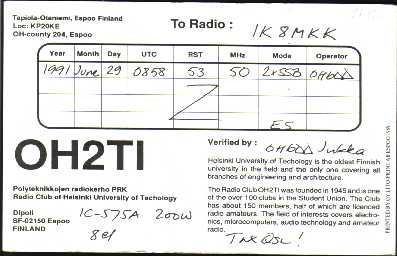 Tapiola-Otaniemi, Espoo Finland
Loc: KP20KE
OH-county 204, Espoo
To Radio : IK8MKK
Year Month Day UTC RST MHz Mode Operator
1991 June 29 0858 53 50 2xSSB
ES
OH2TI
Verified by : Jukka
Helsinki University of Techology is the oldest Finnish
university in the field and the only one covering all
branches of engineering and architecture.
Polyteknikkojen radiokerho PRK
Radio Club of Helsinki University of Techology
The Radio Club OH2TI was founded in 1945 and is one
of the over 100 clubs in the Student Union. The Club
has about 150 members, half of which are licenced
radio amateurs. The field of interests covers electro-
nics, microcomputers, audio technology and amateur
radio.
Dipoli
SF-02150 Espoo
FINLAND
IC-575A 200W
8el
Tnx QSL!